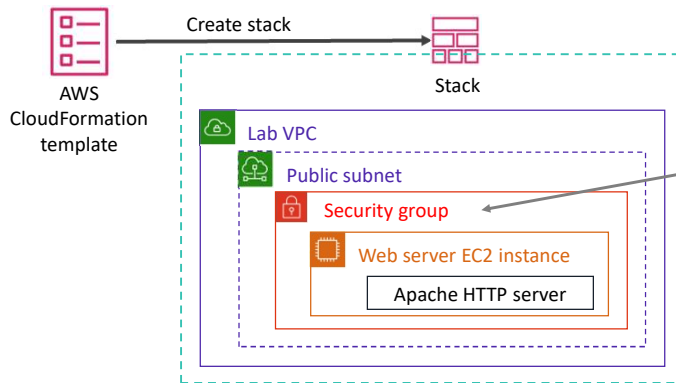 Create stack
AWS
CloudFormation
template
Stack
Lab VPC
Public subnet
Security group
Web server EC2 instance
Apache HTTP server